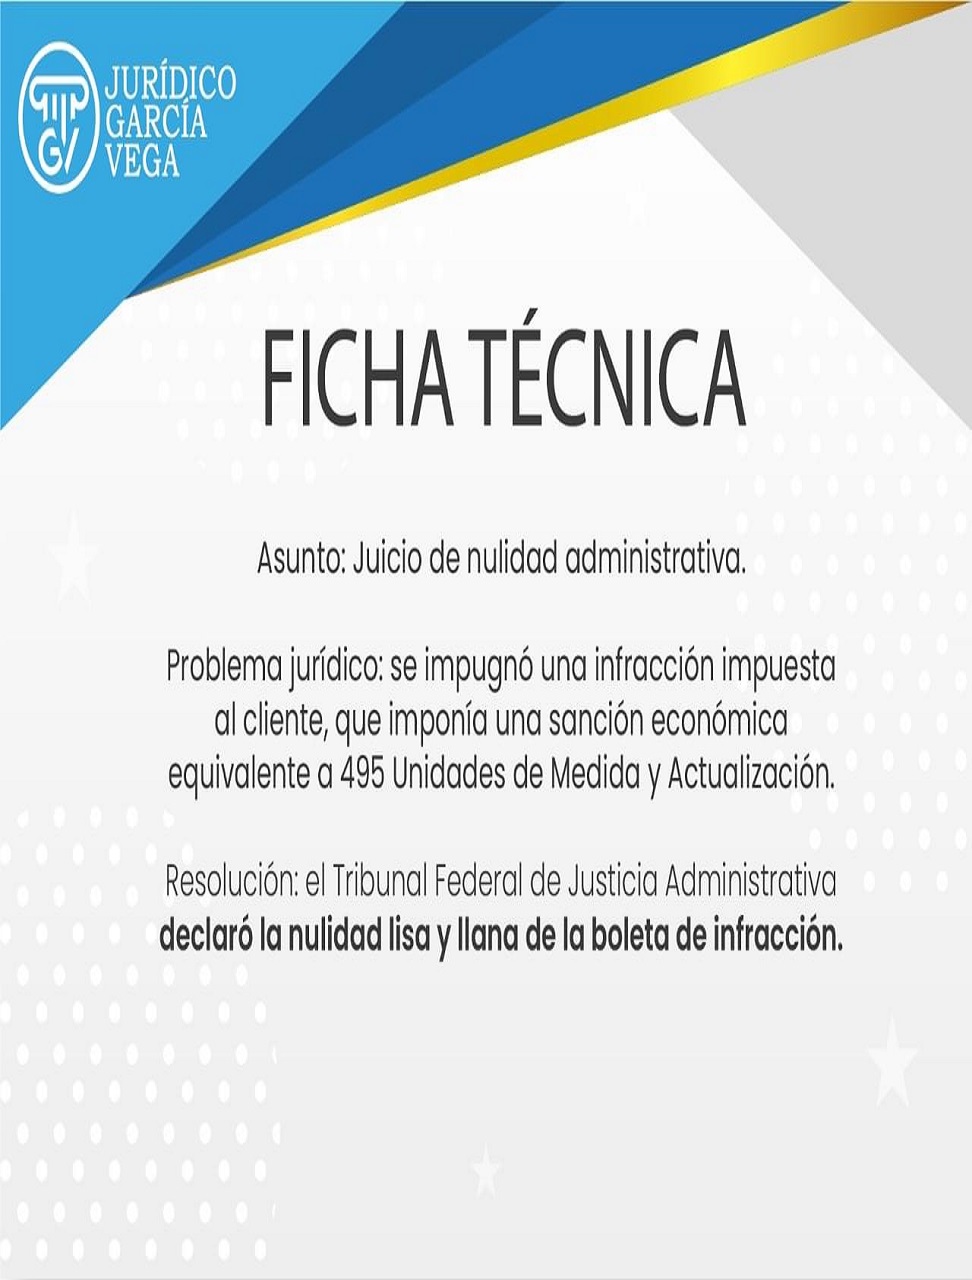 JURÍDICO
GARCÍA
VEGA
FICHA TÉCNICA
Asunto: Juicio de nulidad administrativa.
Problema jurídico: se impugnó una infracción impuesta
al cliente, que imponía una sanción económica
equivalente a 495 Unidades de Medida y Actualización.
Resolución: el Tribunal Federal de Justicia Administrativa
declaró la nulidad lisa y llana de la boleta de infracción.